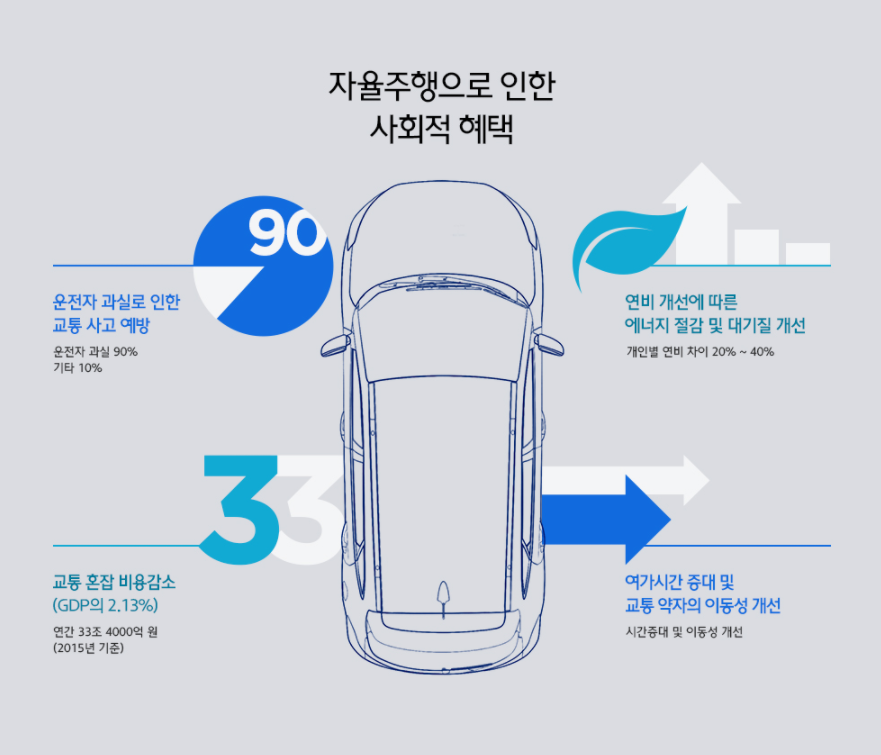 자율주행으로 인한
사회적 혜택
90
운전자 과실로 인한
교통 사고 예방
운전자 과실 90%
기타 10%
연비 개선에 따른
에너지 절감 및 대기질 개선
개인별 연비 차이 20% ~ 40%
33
교통 혼잡 비용감소
(GDP의 2.13%)
연간 33조 4000억 원
(2015년 기준)
여가시간 증대 및
교통 약자의 이동성 개선
시간증대 및 이동성 개선